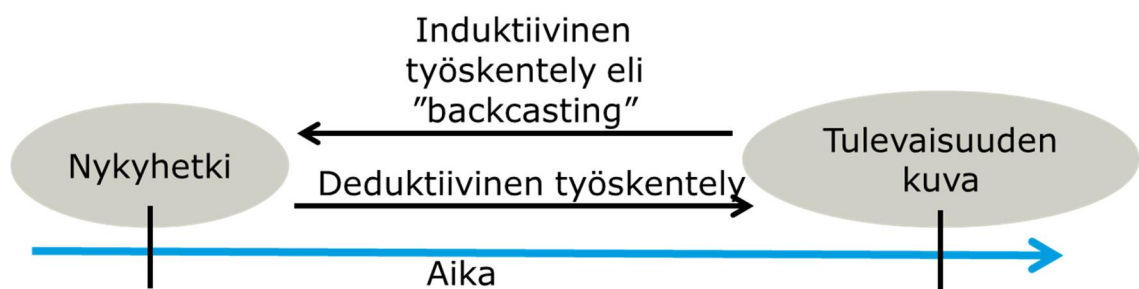 Induktiivinen
työskentely eli
”backcasting”
Nykyhetki
Tulevaisuuden
kuva
Deduktiivinen työskentely
Aika